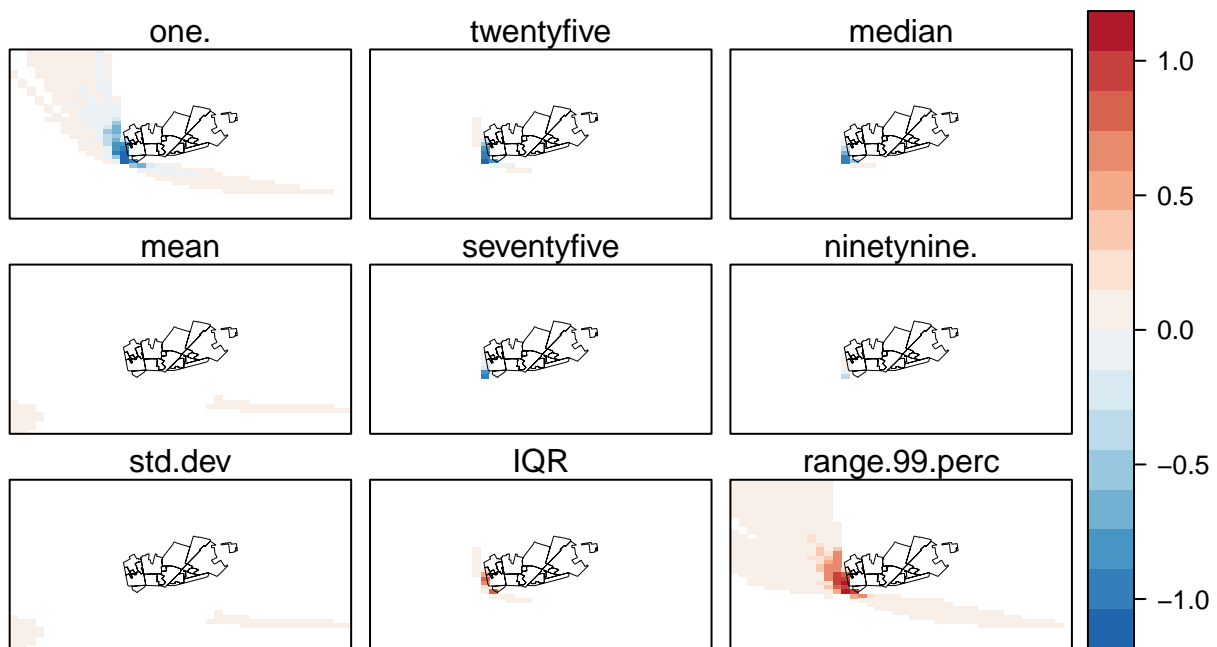 one. twentyfive median
mean seventyfive ninetynine.
std.dev IQR range.99.perc
1.0
0.5
0.0
−0.5
−1.0